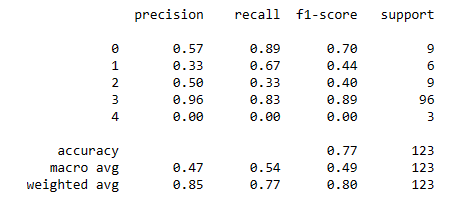 precision recall f1-score support
0 0.57 0.89 0.70 9
1 0.33 0.67 0.44 6
2 0.50 0.33 0.40 9
3 0.96 0.83 0.89 96
4 0.00 0.00 0.00 3
accuracy 0.77 123
macro avg 0.47 0.54 0.49 123
weighted avg 0.85 0.77 0.80 123